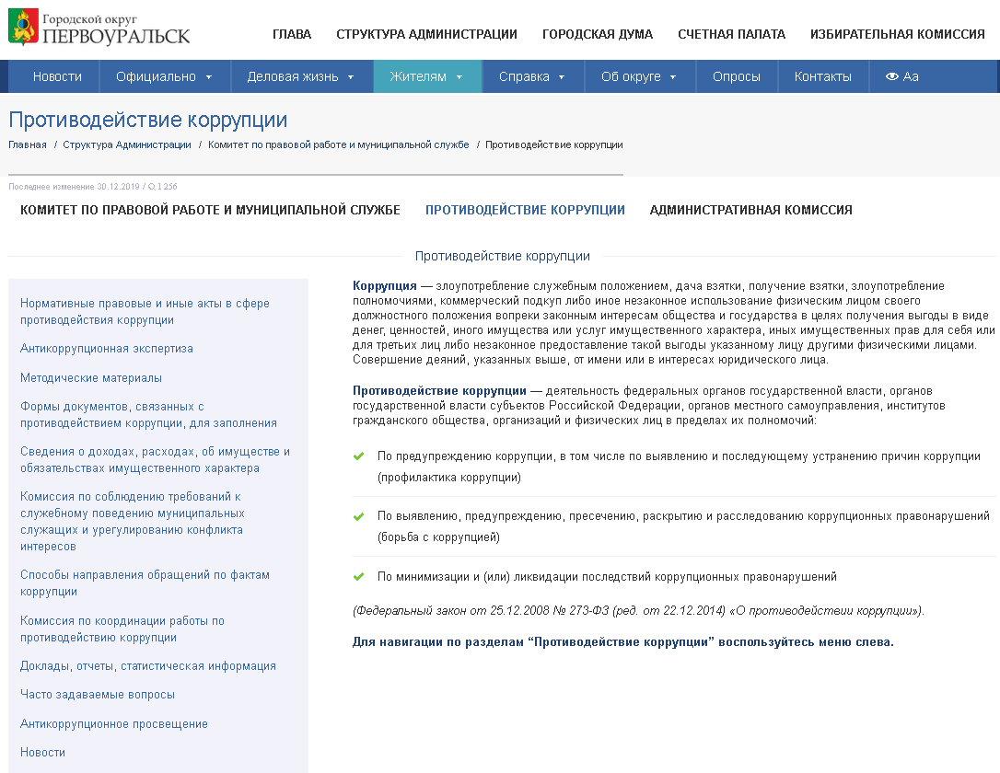 Городской округ
ПЕРВОУРАЛЬСК
ГЛАВА СТРУКТУРА АДМИНИСТРАЦИИ ГОРОДСКАЯ ДУМА СЧЕТНАЯ ПАЛАТА ИЗБИРАТЕЛЬНАЯ КОМИССИЯ
Новости Официально Деловая жизнь Жителям Справка Об округе Опросы Контакты Аа
Противодействие коррупции
Главная / Структура Администрации / Комитет по правовой работе и муниципальной службе / Противодействие коррупции
Последнее изменение 30.12.2019 / 1 256
КОМИТЕТ ПО ПРАВОВОЙ РАБОТЕ И МУНИЦИПАЛЬНОЙ СЛУЖБЕ ПРОТИВОДЕЙСТВИЕ КОРРУПЦИИ АДМИНИСТРАТИВНАЯ КОМИССИЯ
Противодействие коррупции
Нормативные правовые и иные акты в сфере
противодействия коррупции
Антикоррупционная экспертиза
Методические материалы
Формы документов, связанных с
противодействием коррупции, для заполнения
Сведения о доходах, расходах, об имуществе и
обязательствах имущественного характера
Комиссия по соблюдению требований к
служебному поведению муниципальных
служащих и урегулированию конфликта
интересов
Способы направления обращений по фактам
коррупции
Комиссия по координации работы по
противодействию коррупции
Доклады, отчеты, статистическая информация
Часто задаваемые вопросы
Антикоррупционное просвещение
Новости
Коррупция — злоупотребление служебным положением, дача взятки, получение взятки, злоупотребление
полномочиями, коммерческий подкуп либо иное незаконное использование физическим лицом своего
должностного положения вопреки законным интересам общества и государства в целях получения выгоды в виде
денег, ценностей, иного имущества или услуг имущественного характера, иных имущественных прав для себя или
для третьих лиц либо незаконное предоставление такой выгоды указанному лицу другими физическими лицами.
Совершение деяний, указанных выше, от имени или в интересах юридического лица.
Противодействие коррупции — деятельность федеральных органов государственной власти, органов
государственной власти субъектов Российской Федерации, органов местного самоуправления, институтов
гражданского общества, организаций и физических лиц в пределах их полномочий:
По предупреждению коррупции, в том числе по выявлению и последующему устранению причин коррупции
(профилактика коррупции)
По выявлению, предупреждению, пресечению, раскрытию и расследованию коррупционных правонарушений
(борьба с коррупцией)
По минимизации и (или) ликвидации последствий коррупционных правонарушений
(Федеральный закон от 25.12.2008 № 273-ФЗ (ред. от 22.12.2014) «О противодействии коррупции»).
Для навигации по разделам “Противодействие коррупции” воспользуйтесь меню слева.